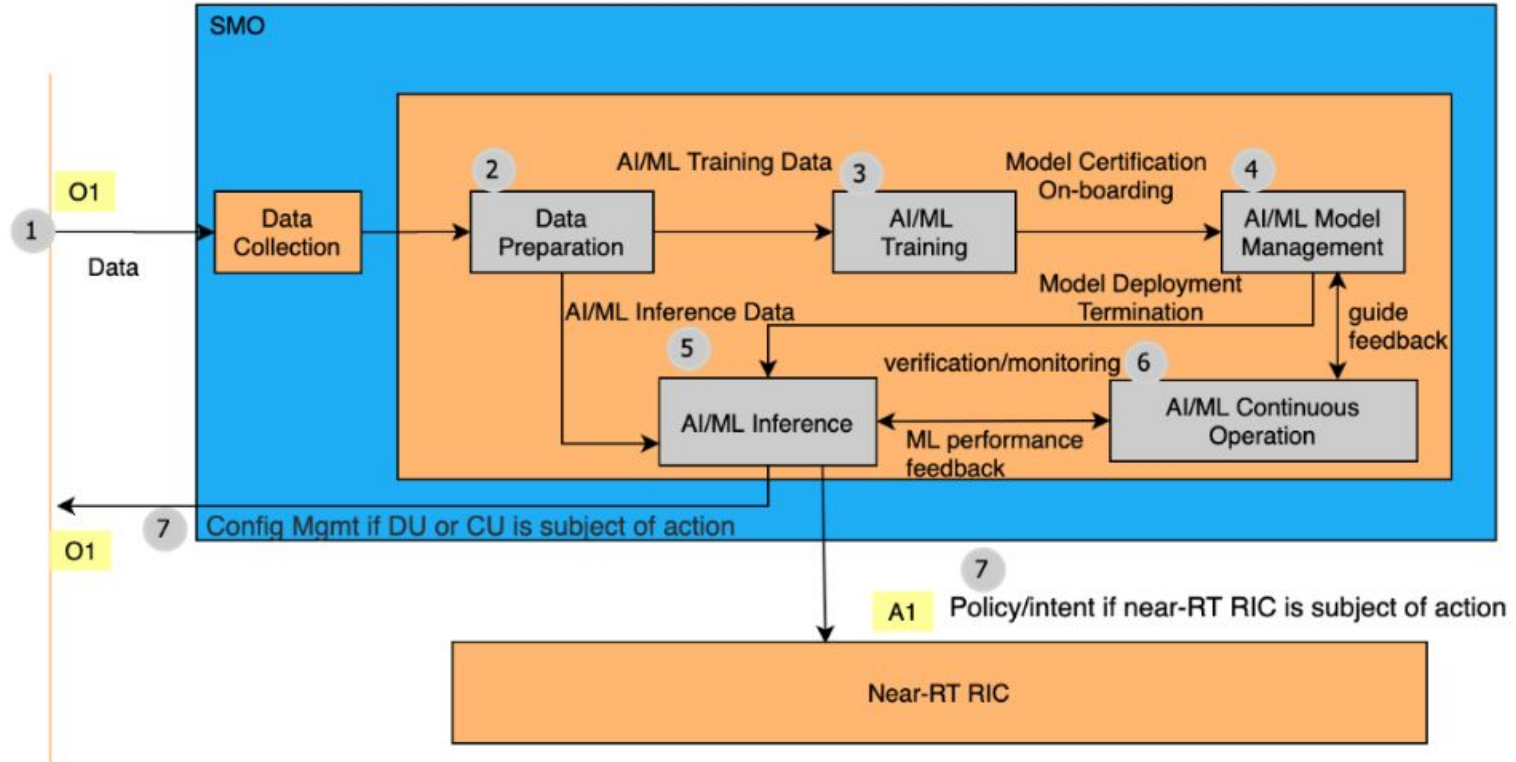 SMO
2
AI/ML Training Data
3
Model Certification
On-boarding
4
O1
1
Data
Collection
Data
Preparation
AI/ML
Training
AI/ML Model
Management
Data
Model Deployment
Termination
AI/ML Inference Data
guide
feedback
5
verification/monitoring
6
AI/ML Inference
AI/ML Continuous
Operation
ML performance
feedback
7
Config Mgmt if DU or CU is subject of action
O1
7
A1
Policy/intent if near-RT RIC is subject of action
Near-RT RIC